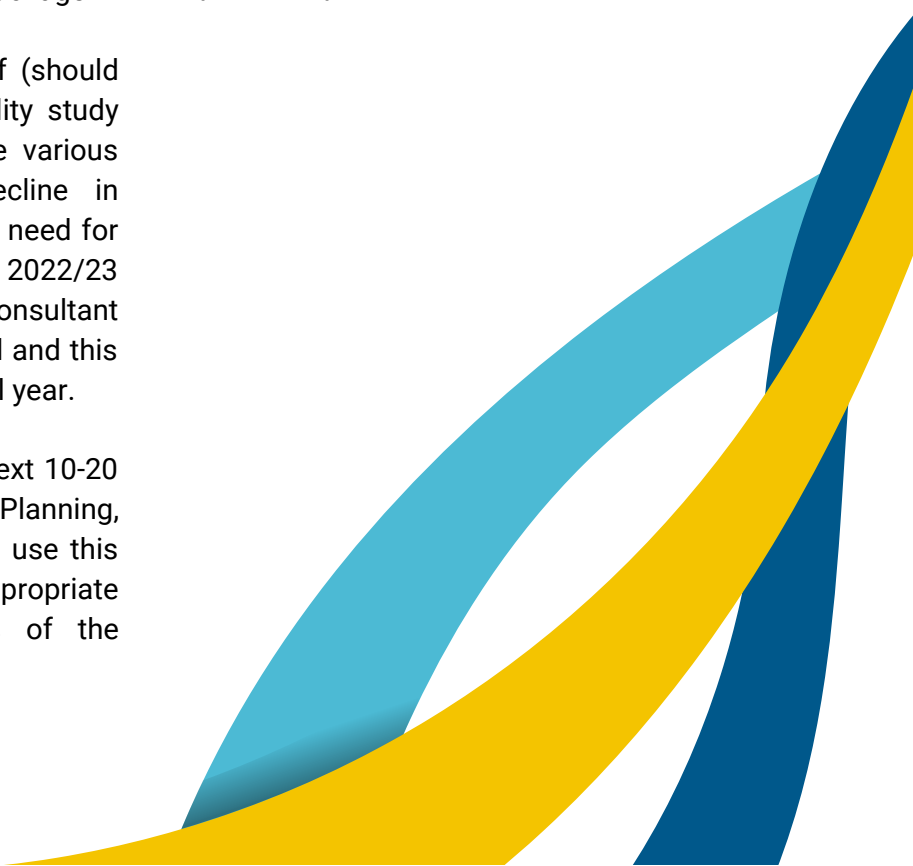 f (should
lity study
e various
ecline in
need for
2022/23
onsultant
l and this
l year.
ext 10-20
Planning,
use this
propriate
of the